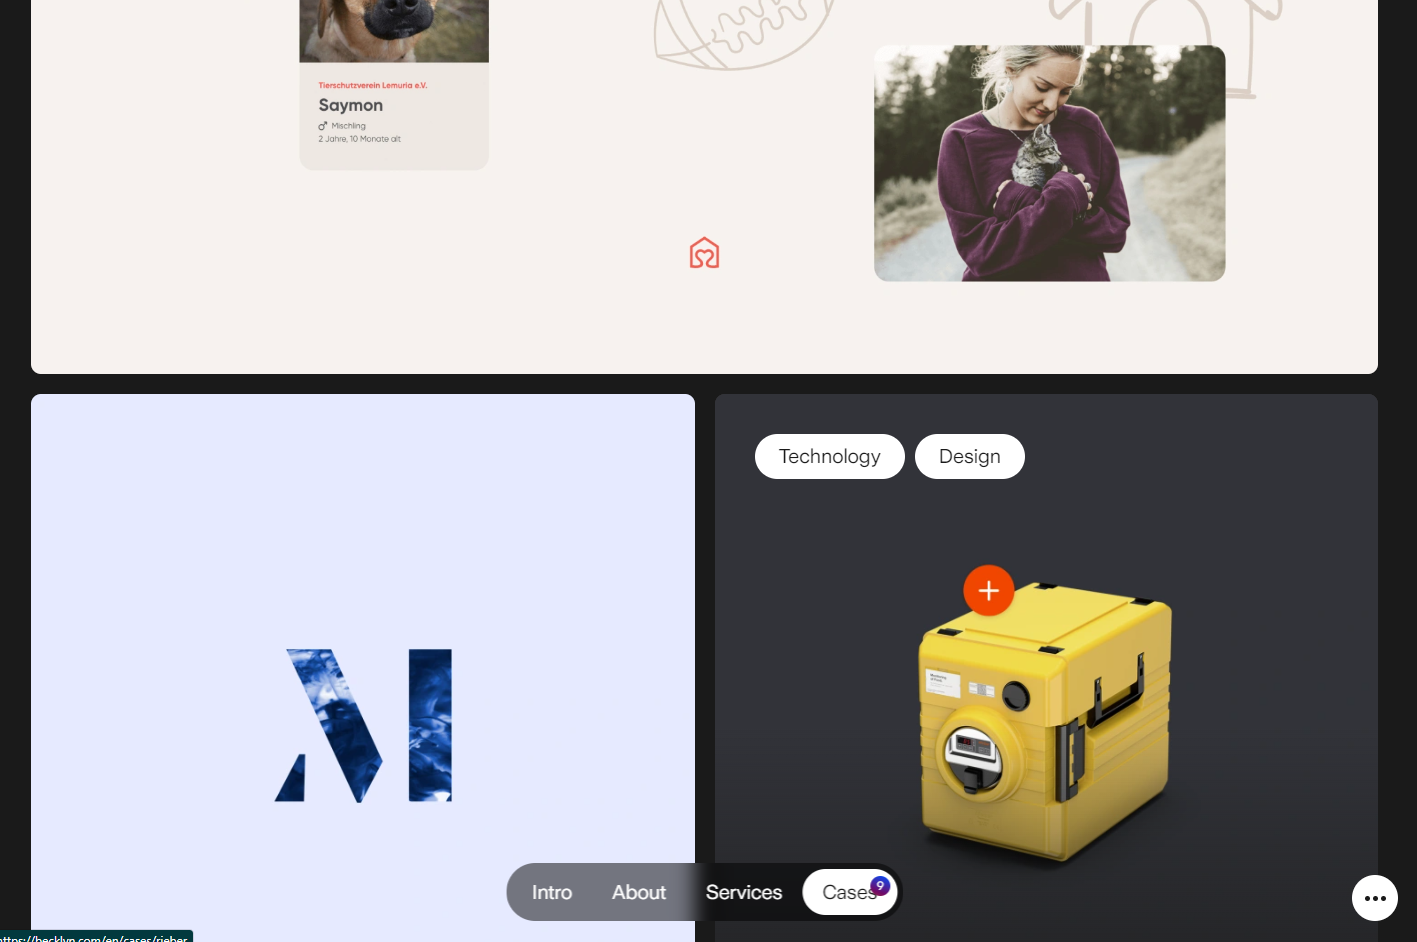 Tierschutzverein Lemuria e.V.
Saymon
Mischling
2 Jahre, 10 Monate alt
Technology
Design
M
Intro
About
Services
Cases
9
https://becklyn.com/en/cases/rieber